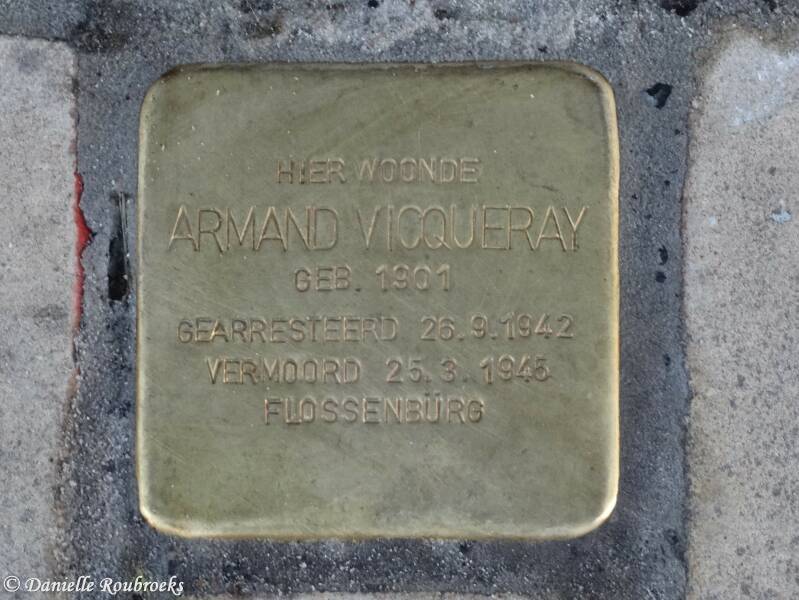 HIER WOONDE
ARMAND VICQUERAY
GEB. 1901
GEARRESTEERD 26.9.1942
VERMOORD 25.3.1945
FLOSSENBÜRG
© Danielle Roubroeks